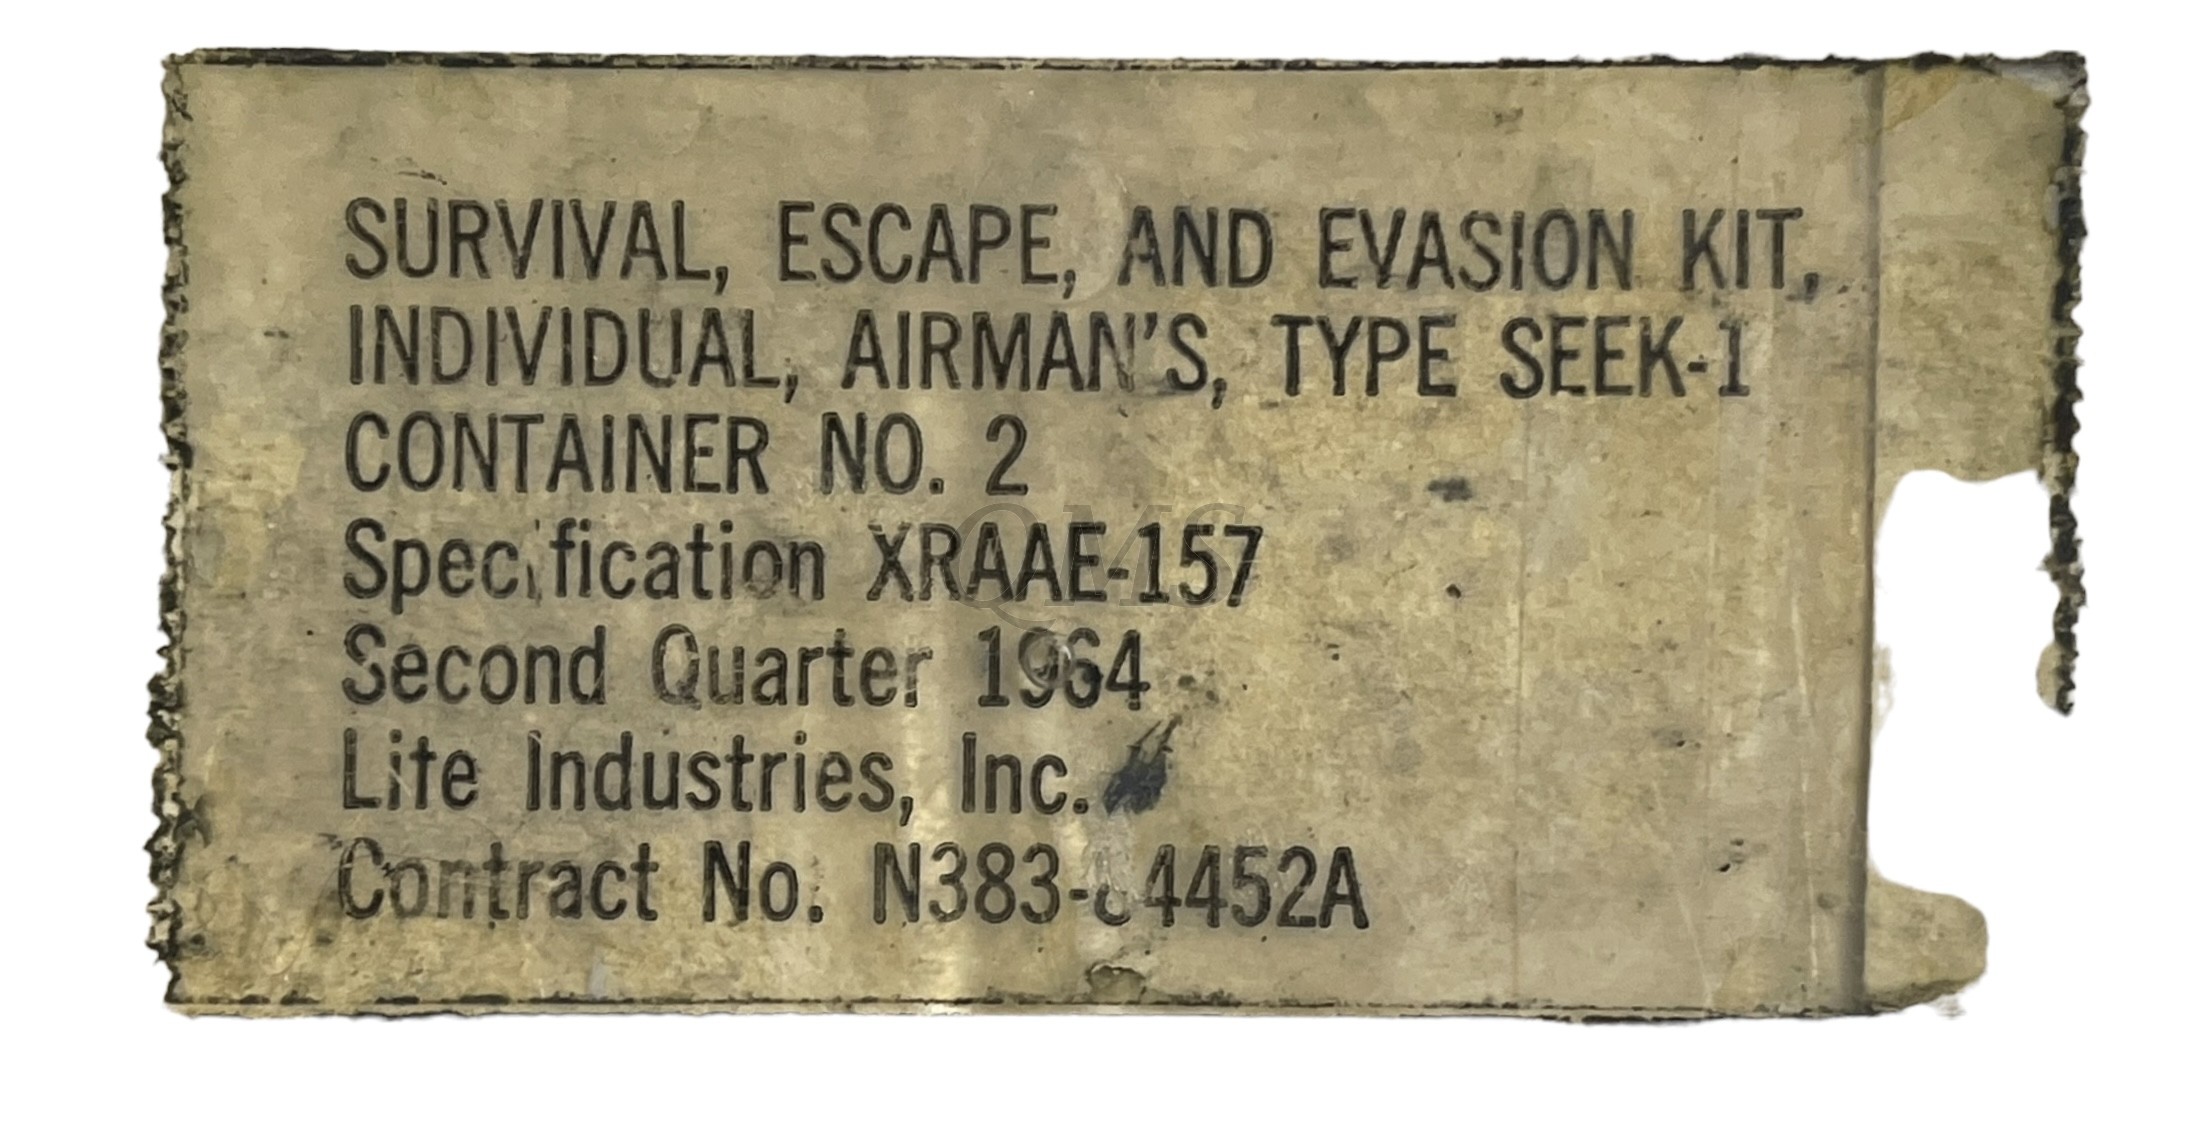 SURVIVAL, ESCAPE, AND EVASION KIT,
INDIVIDUAL, AIRMAN'S, TYPE SEEK-1
CONTAINER NO. 2
Specification XRAAE-157
QMS
Second Quarter 1964
Lite Industries, Inc.
Contract No.